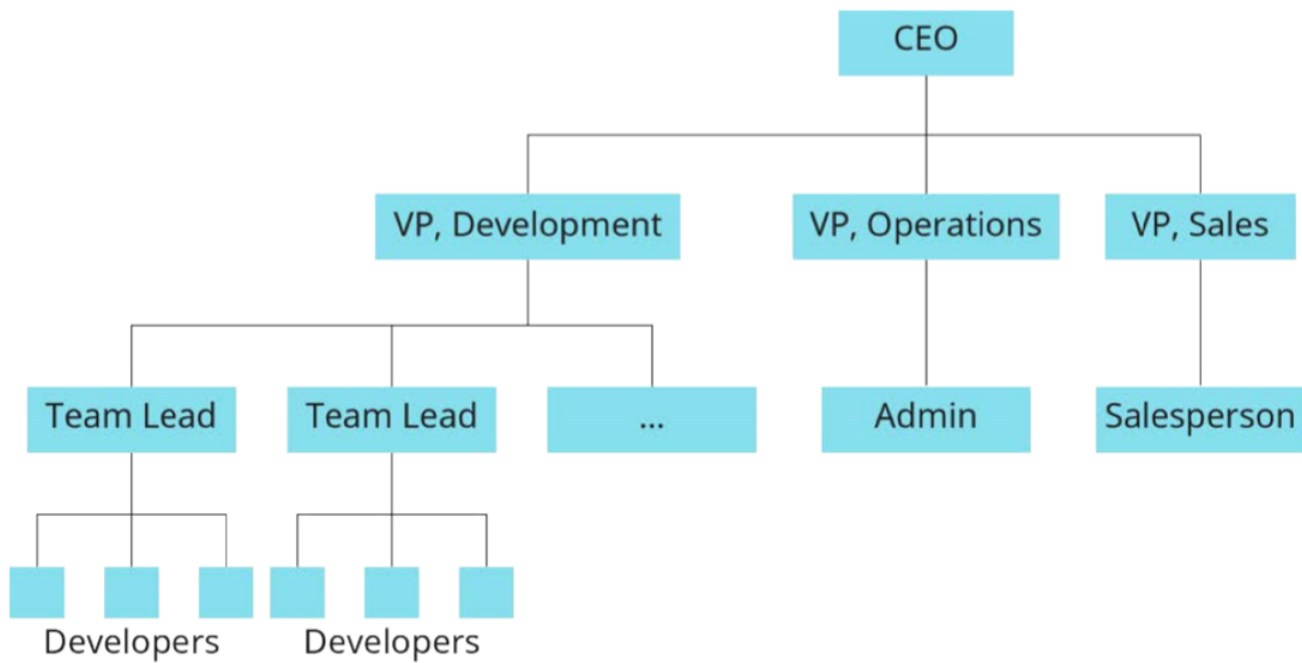 CEO
VP, Development
VP, Operations
VP, Sales
Team Lead
Team Lead
...
Admin
Salesperson
Developers
Developers